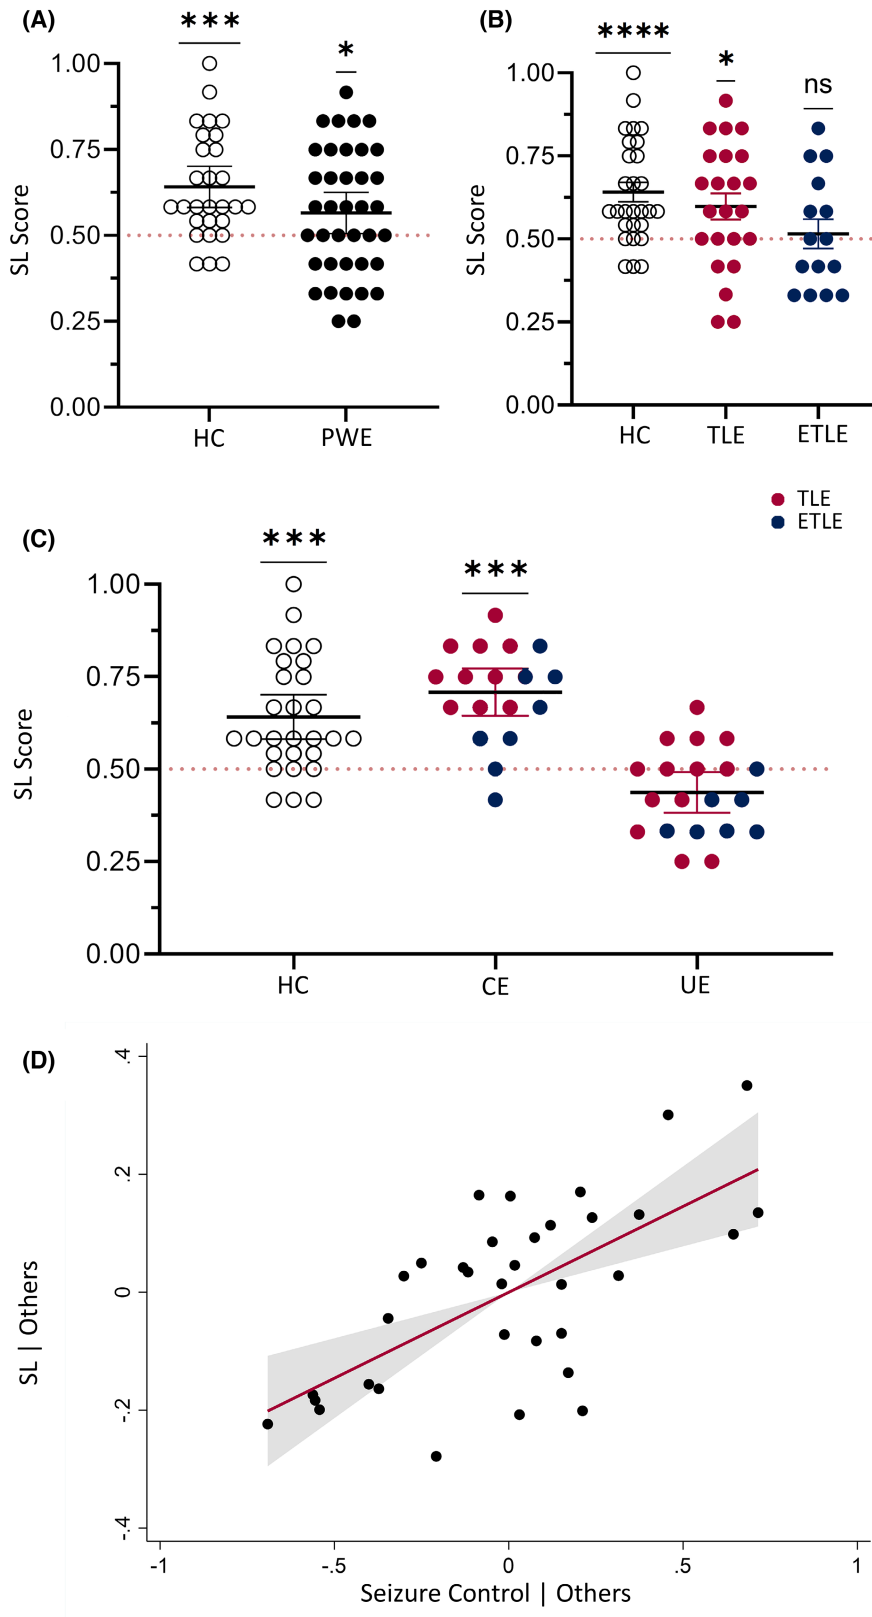 (A)
***
*
1.00
0.75
0.50
0.25
0.00
SL Score
HC
PWE
(B)
****
*
ns
1.00
0.75
0.50
0.25
0.00
SL Score
HC
TLE
ETLE
TLE
ETLE
(C)
***
***
1.00
0.75
0.50
0.25
0.00
SL Score
HC
CE
UE
(D)
.4
.2
0
-.2
-.4
SL | Others
-1
-.5
0
.5
1
Seizure Control | Others